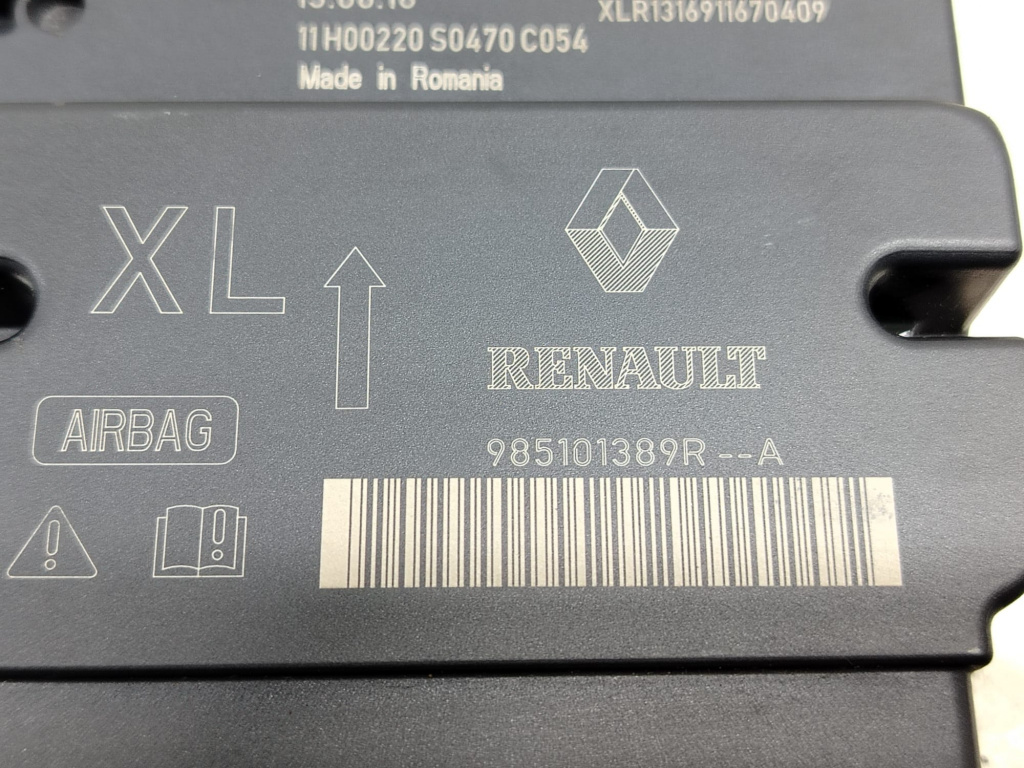 XLR1316911670409
11H00220 S0470 C054
Made in Romania
XL
RENAULT
AIRBAG
985101389R --A